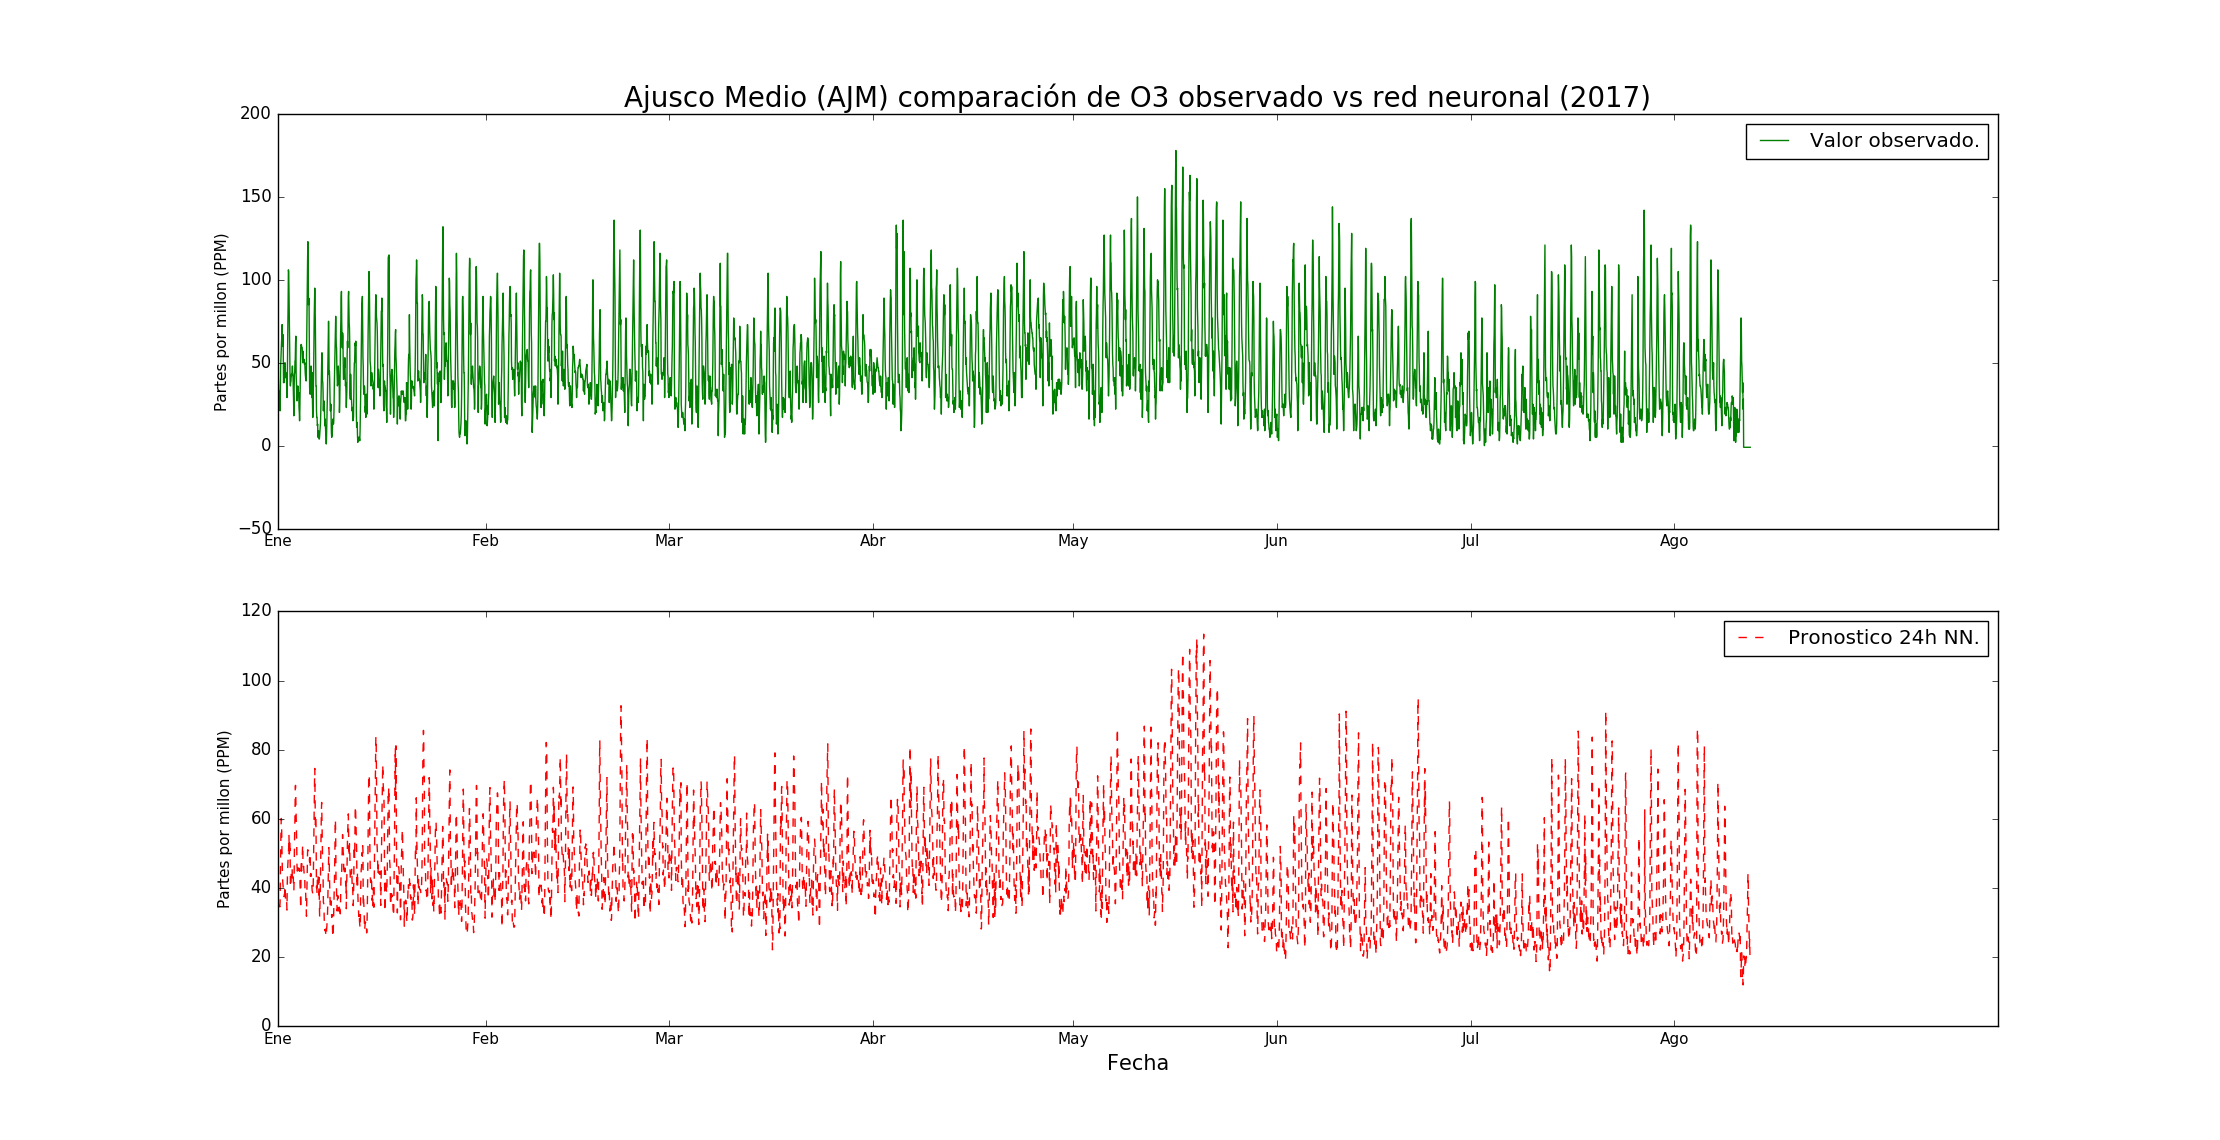 Ajusco Medio (AJM) comparación de O3 observado vs red neuronal (2017)
200
150
100
50
0
−50
Partes por millon (PPM)
Valor observado.
Ene Feb Mar Abr May Jun Jul Ago
120
100
80
60
40
20
0
Partes por millon (PPM)
Pronostico 24h NN.
Ene Feb Mar Abr May Jun Jul Ago
Fecha